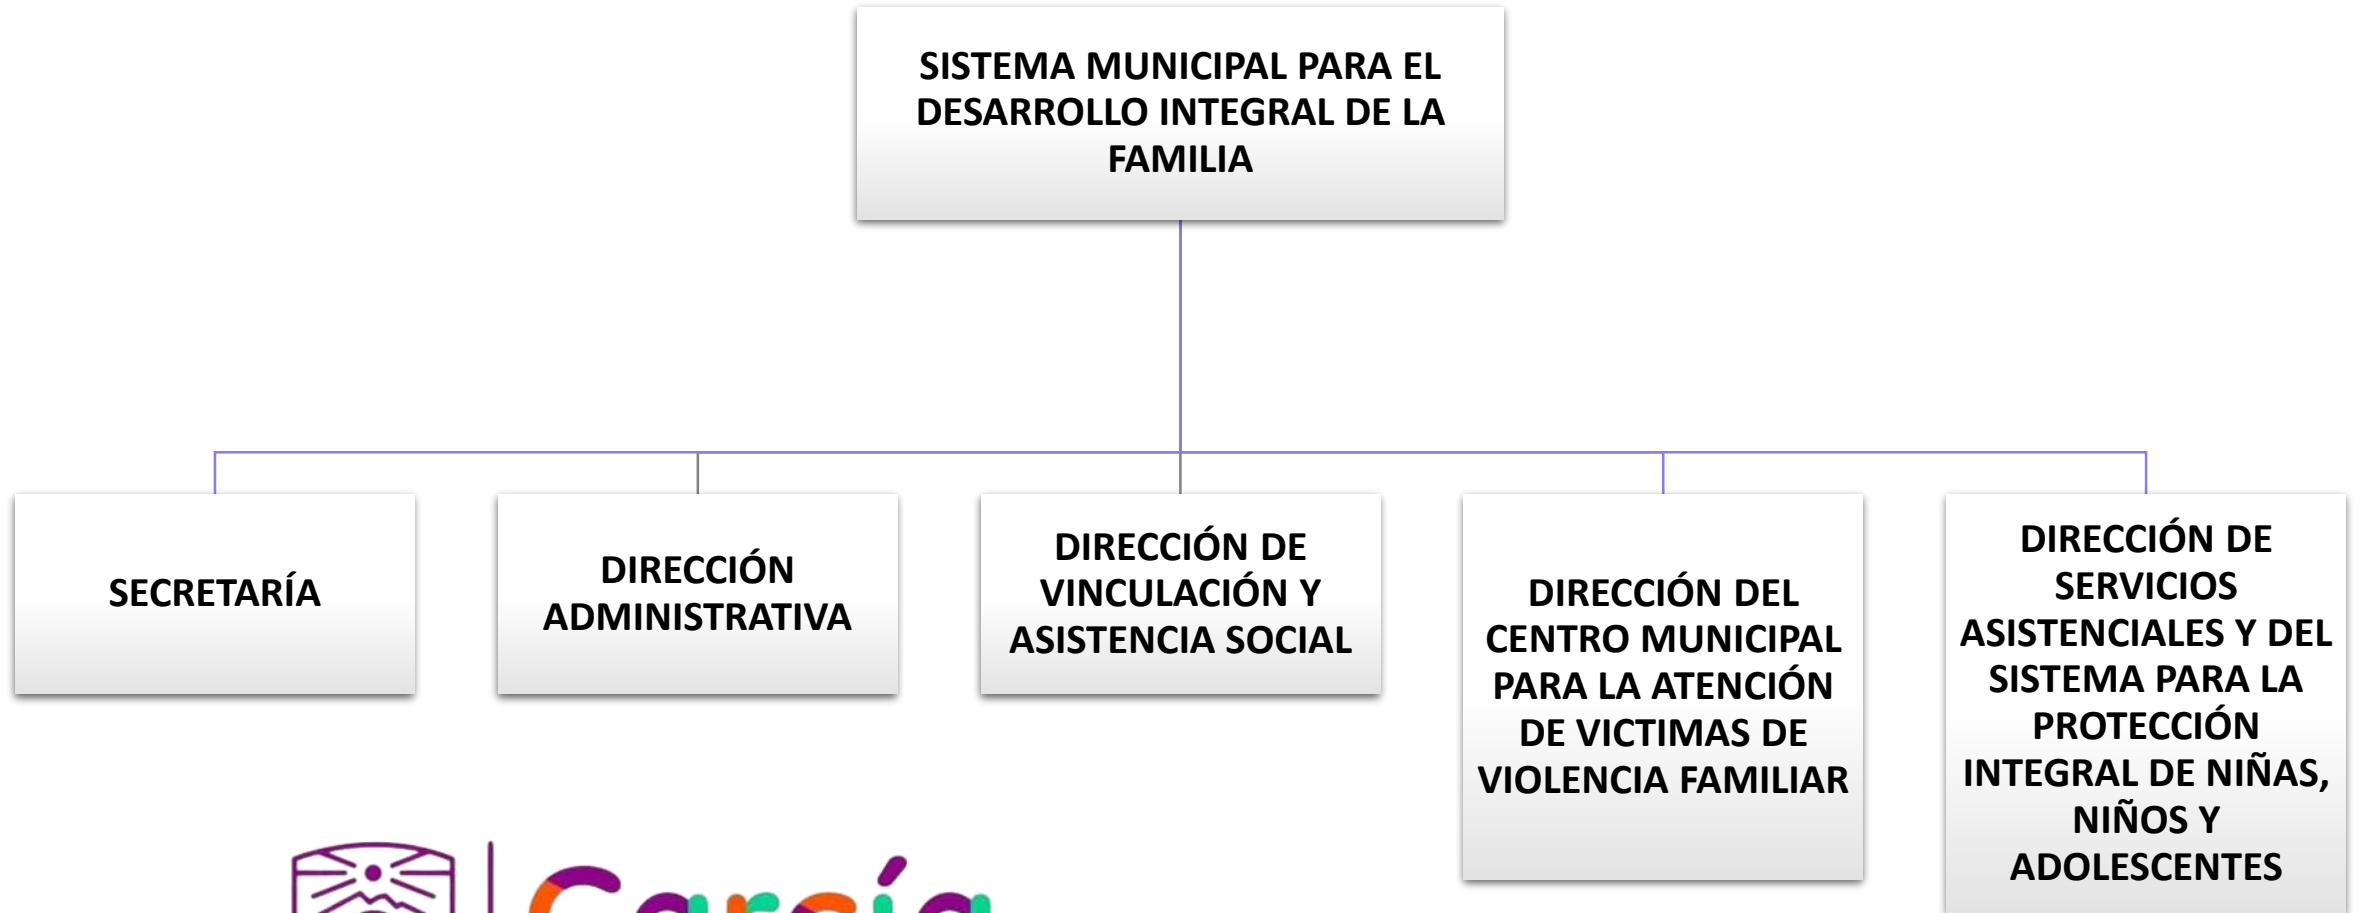 SISTEMA MUNICIPAL PARA EL
DESARROLLO INTEGRAL DE LA
FAMILIA
SECRETARÍA
DIRECCIÓN
ADMINISTRATIVA
DIRECCIÓN DE
VINCULACIÓN Y
ASISTENCIA SOCIAL
DIRECCIÓN DEL
CENTRO MUNICIPAL
PARA LA ATENCIÓN
DE VICTIMAS DE
VIOLENCIA FAMILIAR
DIRECCIÓN DE
SERVICIOS
ASISTENCIALES Y DEL
SISTEMA PARA LA
PROTECCIÓN
INTEGRAL DE NIÑAS,
NIÑOS Y
ADOLESCENTES
García